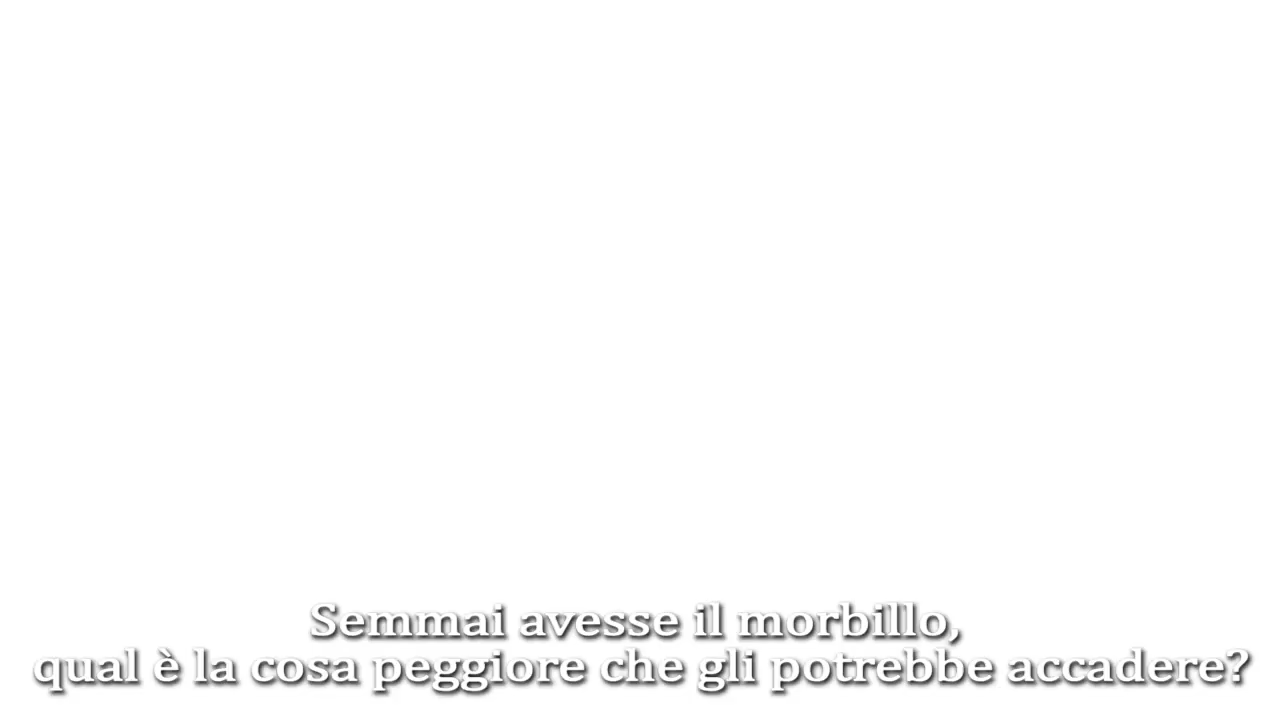 Semmai avesse il morbillo,
qual è la cosa peggiore che gli potrebbe accadere?